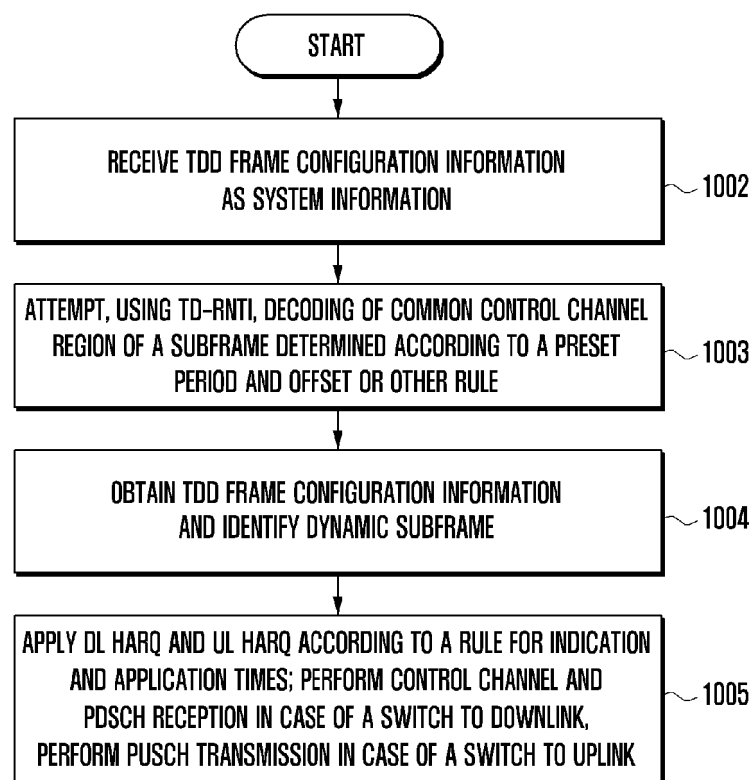 START
RECEIVE TDD FRAME CONFIGURATION INFORMATION
AS SYSTEM INFORMATION
1002
ATTEMPT, USING TD-RNTI, DECODING OF COMMON CONTROL CHANNEL
REGION OF A SUBFRAME DETERMINED ACCORDING TO A PRESET
PERIOD AND OFFSET OR OTHER RULE
1003
OBTAIN TDD FRAME CONFIGURATION INFORMATION
AND IDENTIFY DYNAMIC SUBFRAME
1004
APPLY DL HARQ AND UL HARQ ACCORDING TO A RULE FOR INDICATION
AND APPLICATION TIMES; PERFORM CONTROL CHANNEL AND
PDSCH RECEPTION IN CASE OF A SWITCH TO DOWNLINK,
PERFORM PUSCH TRANSMISSION IN CASE OF A SWITCH TO UPLINK
1005